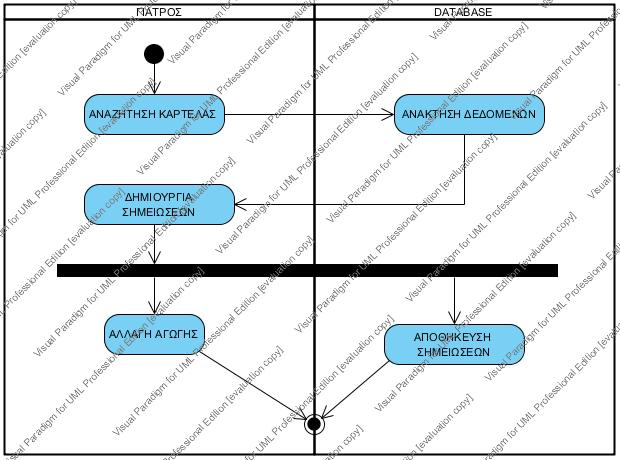 ΓΙΑΤΡΟΣ
DATABASE
ΑΝΑΖΗΤΗΣΗ ΚΑΡΤΕΛΑΣ
ΑΝΑΚΤΗΣΗ ΔΕΔΟΜΕΝΩΝ
ΔΗΜΙΟΥΡΓΙΑ
ΣΗΜΕΙΩΣΕΩΝ
ΑΛΛΑΓΗ ΑΓΩΓΗΣ
ΑΠΟΘΗΚΕΥΣΗ
ΣΗΜΕΙΩΣΕΩΝ
Visual Paradigm for UML Professional Edition [evaluation copy]